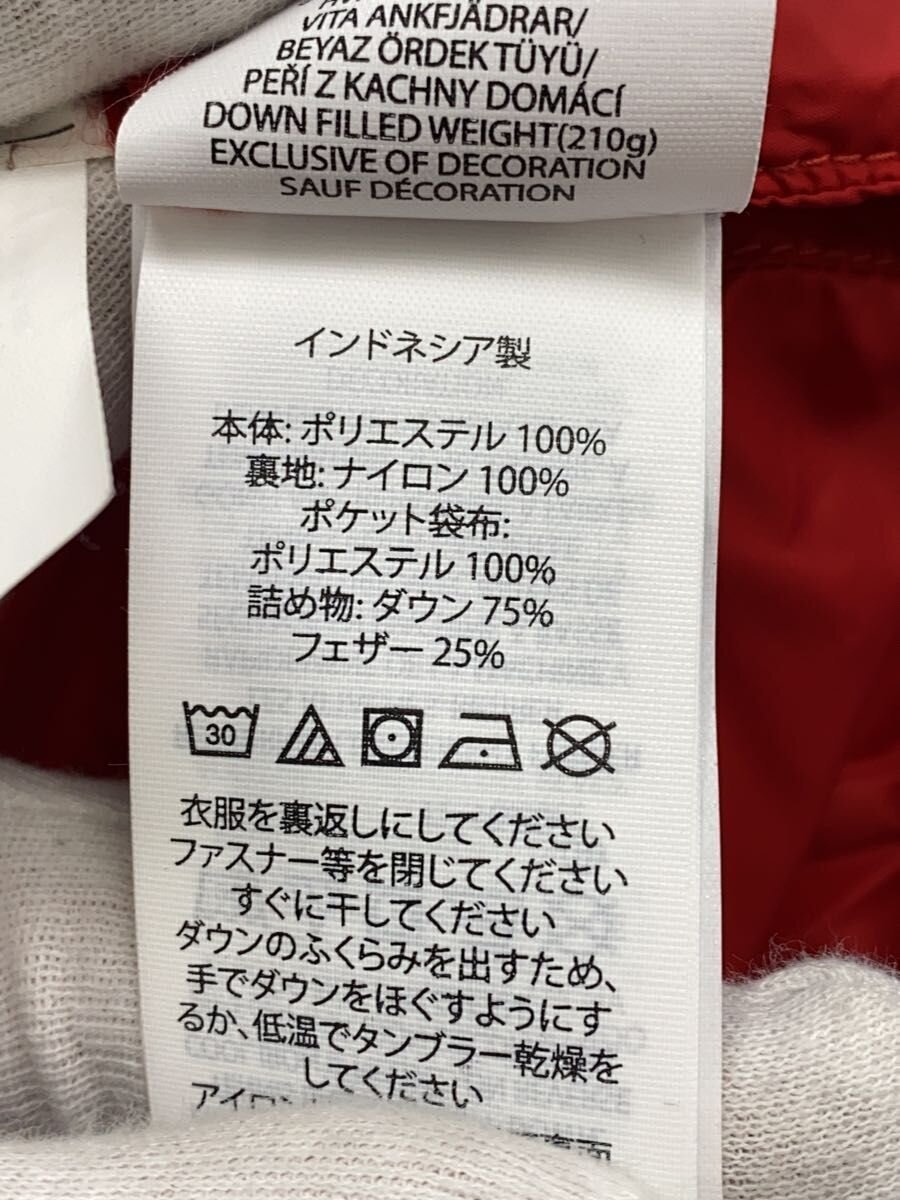 VITA ANKFJÄDRAR/
BEYAZ ÖRDEK TÜYÜ/
PEŘÍ Z KACHNY DOMÁCÍ
DOWN FILLED WEIGHT(210g)
EXCLUSIVE OF DECORATION
SAUF DÉCORATION
インドネシア製
本体: ポリエステル 100%
裏地: ナイロン 100%
ポケット袋布:
ポリエステル 100%
詰め物: ダウン 75%
フェザー 25%
30
衣服を裏返しにしてください
ファスナー等を閉じてください
すぐに干してください
ダウンのふくらみを出すため、
手でダウンをほぐすようにす
るか、低温でタンブラー乾燥を
してください
アイロン